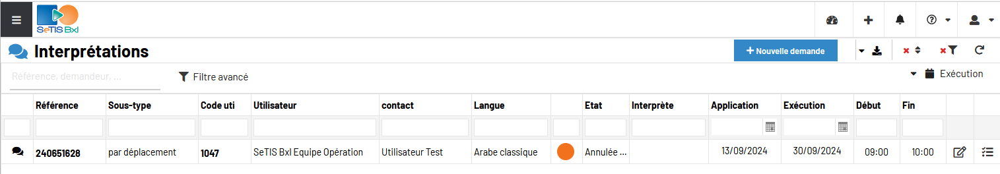 SeTIS Bxl
Interprétations
Nouvelle demande
Référence, demandeur, ...
Filtre avancé
Exécution
Référence Sous-type Code uti Utilisateur contact Langue Etat Interprète Application Exécution Début Fin
240651628 par déplacement 1047 SeTIS Bxl Equipe Opération Utilisateur Test Arabe classique Annulée ... 13/09/2024 30/09/2024 09:00 10:00